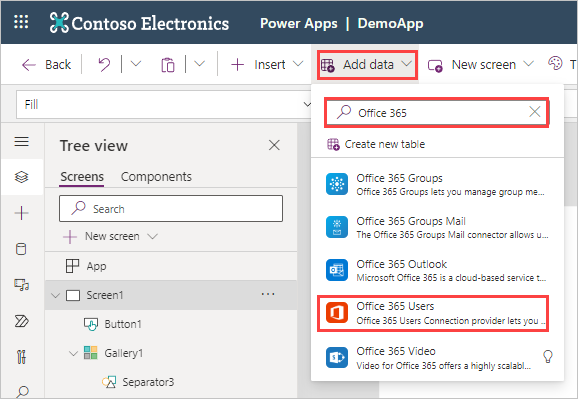 Contoso Electronics
Power Apps | DemoApp
Back
Insert
Add data
New screen
Fill
Office 365
Create new table
Tree view
Screens
Components
Search
New screen
App
Screen1
Button1
Gallery1
Separator3
Office 365 Groups
Office 365 Groups lets you manage group me...
Office 365 Groups Mail
The Office 365 Groups Mail connector allows u...
Office 365 Outlook
Microsoft Office 365 is a cloud-based service t...
Office 365 Users
Office 365 Users Connection provider lets you ...
Office 365 Video
Video for Office 365 offers a highly scalabl...